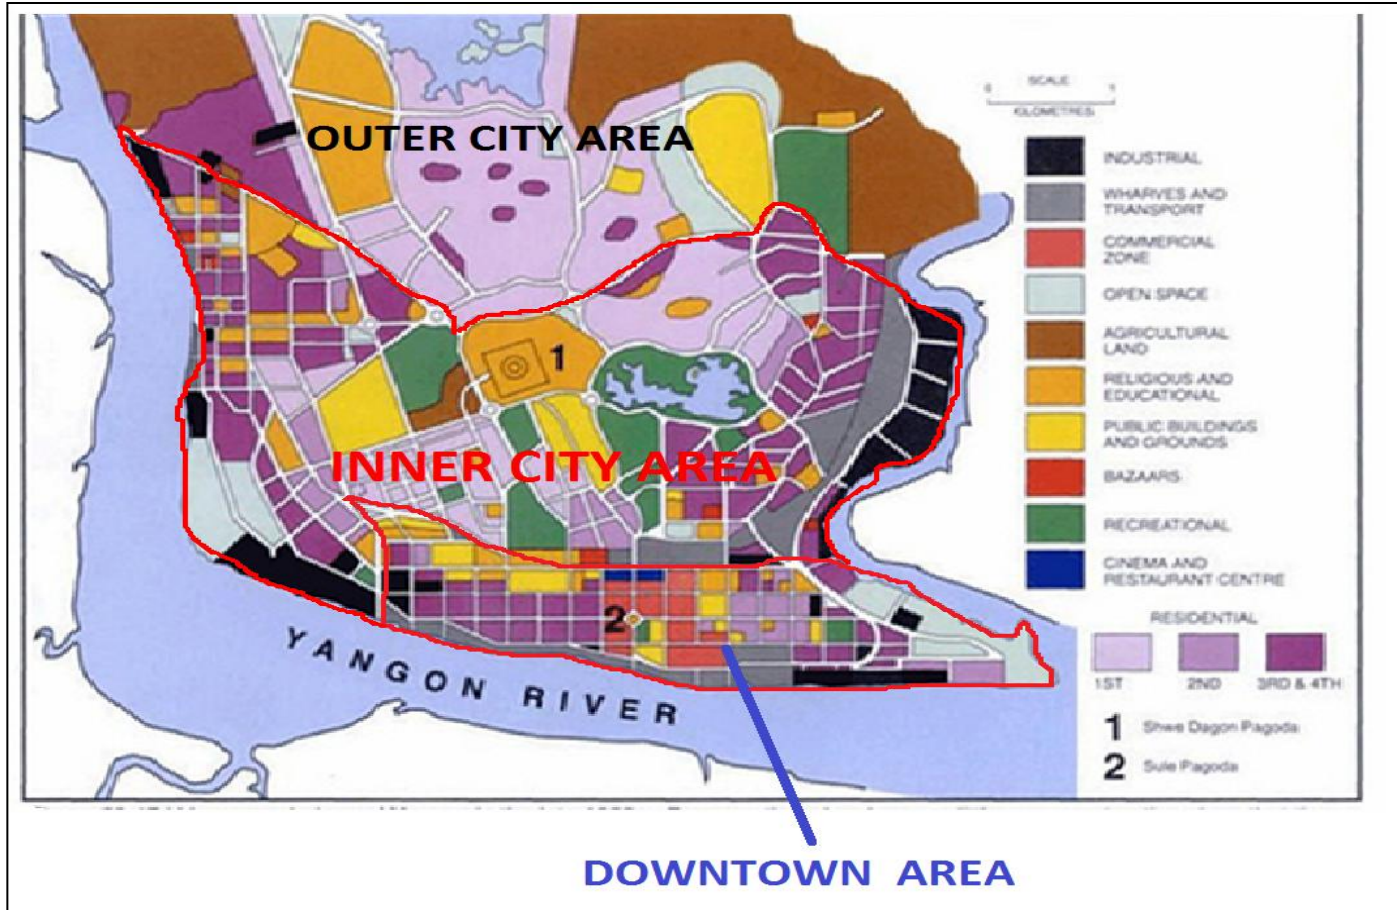 OUTER CITY AREA
SCALE
0 1
KILOMETRES
INDUSTRIAL
WHARVES AND
TRANSPORT
COMMERCIAL
ZONE
OPEN SPACE
AGRICULTURAL
LAND
RELIGIOUS AND
EDUCATIONAL
PUBLIC BUILDINGS
AND GROUNDS
BAZAARS
RECREATIONAL
CINEMA AND
RESTAURANT CENTRE
RESIDENTIAL
1ST 2ND 3RD & 4TH
1 Shwe Dagon Pagoda
2 Sule Pagoda
1
INNER CITY AREA
2
YANGON RIVER
DOWNTOWN AREA